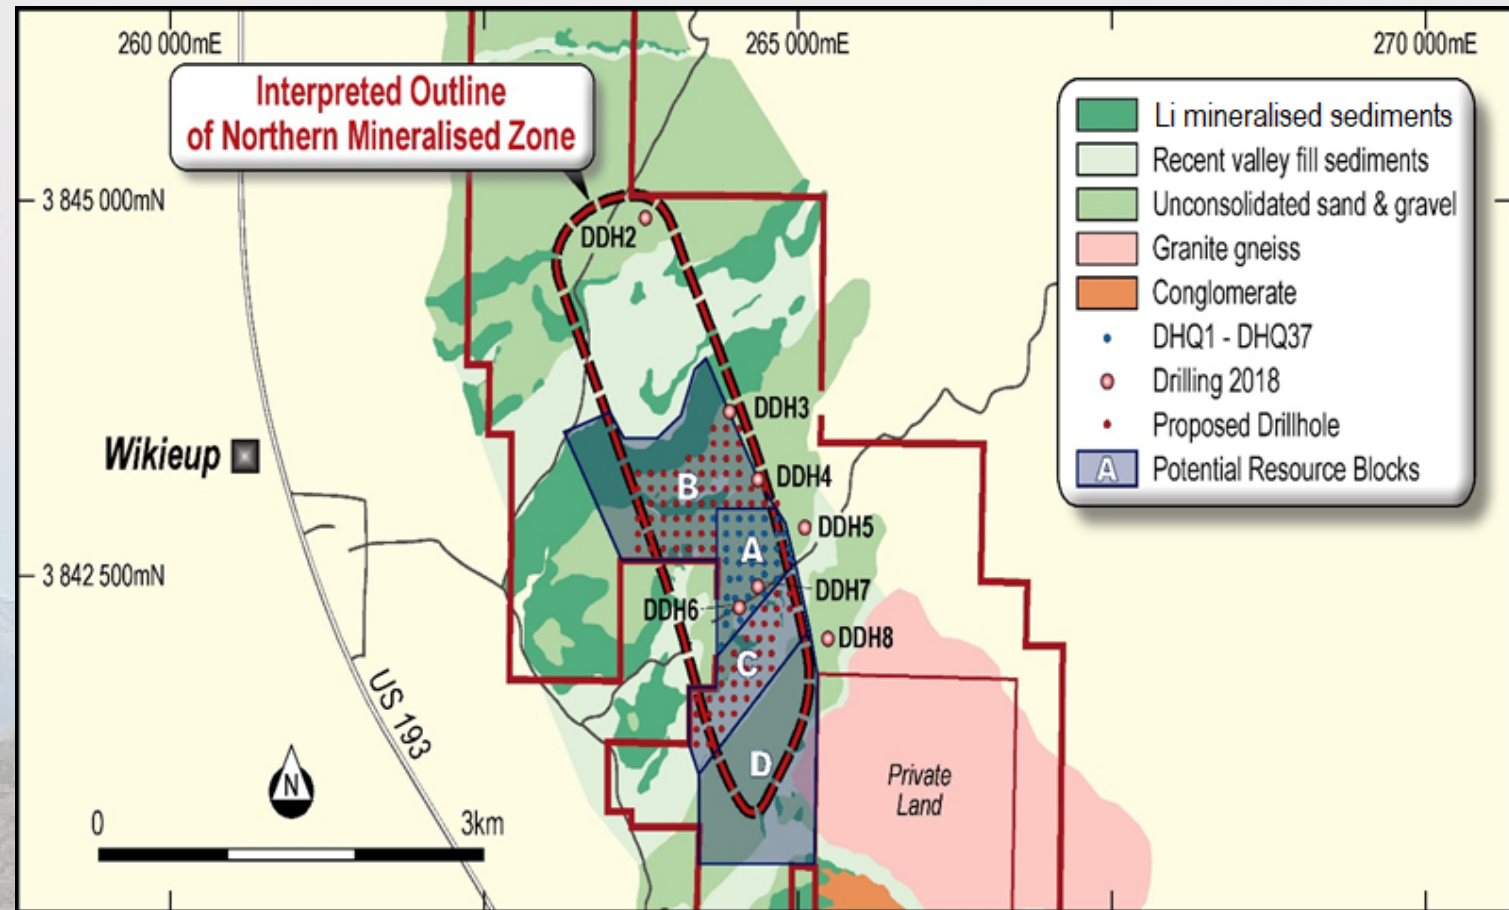 260 000mE
265 000mE
270 000mE
Interpreted Outline
of Northern Mineralised Zone
Li mineralised sediments
Recent valley fill sediments
Unconsolidated sand & gravel
Granite gneiss
Conglomerate
DHQ1 - DHQ37
Drilling 2018
Proposed Drillhole
A Potential Resource Blocks
3 845 000mN
DDH2
DDH3
Wikieup
B
DDH4
DDH5
A
3 842 500mN
DDH7
DDH6
DDH8
C
US 193
D
Private
Land
N
0
3km